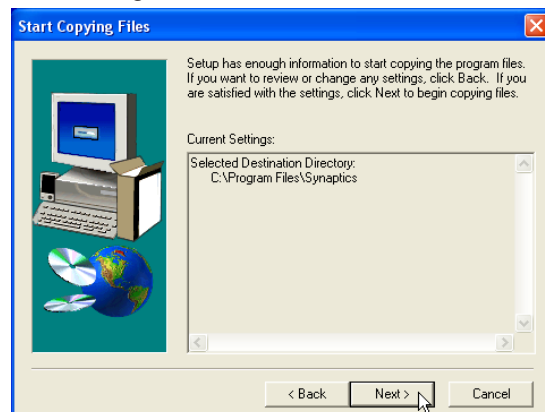 Start Copying Files
Setup has enough information to start copying the program files.
If you want to review or change any settings, click Back. If you
are satisfied with the settings, click Next to begin copying files.
Current Settings:
Selected Destination Directory:
C:\Program Files\Synaptics
< Back
Next >
Cancel